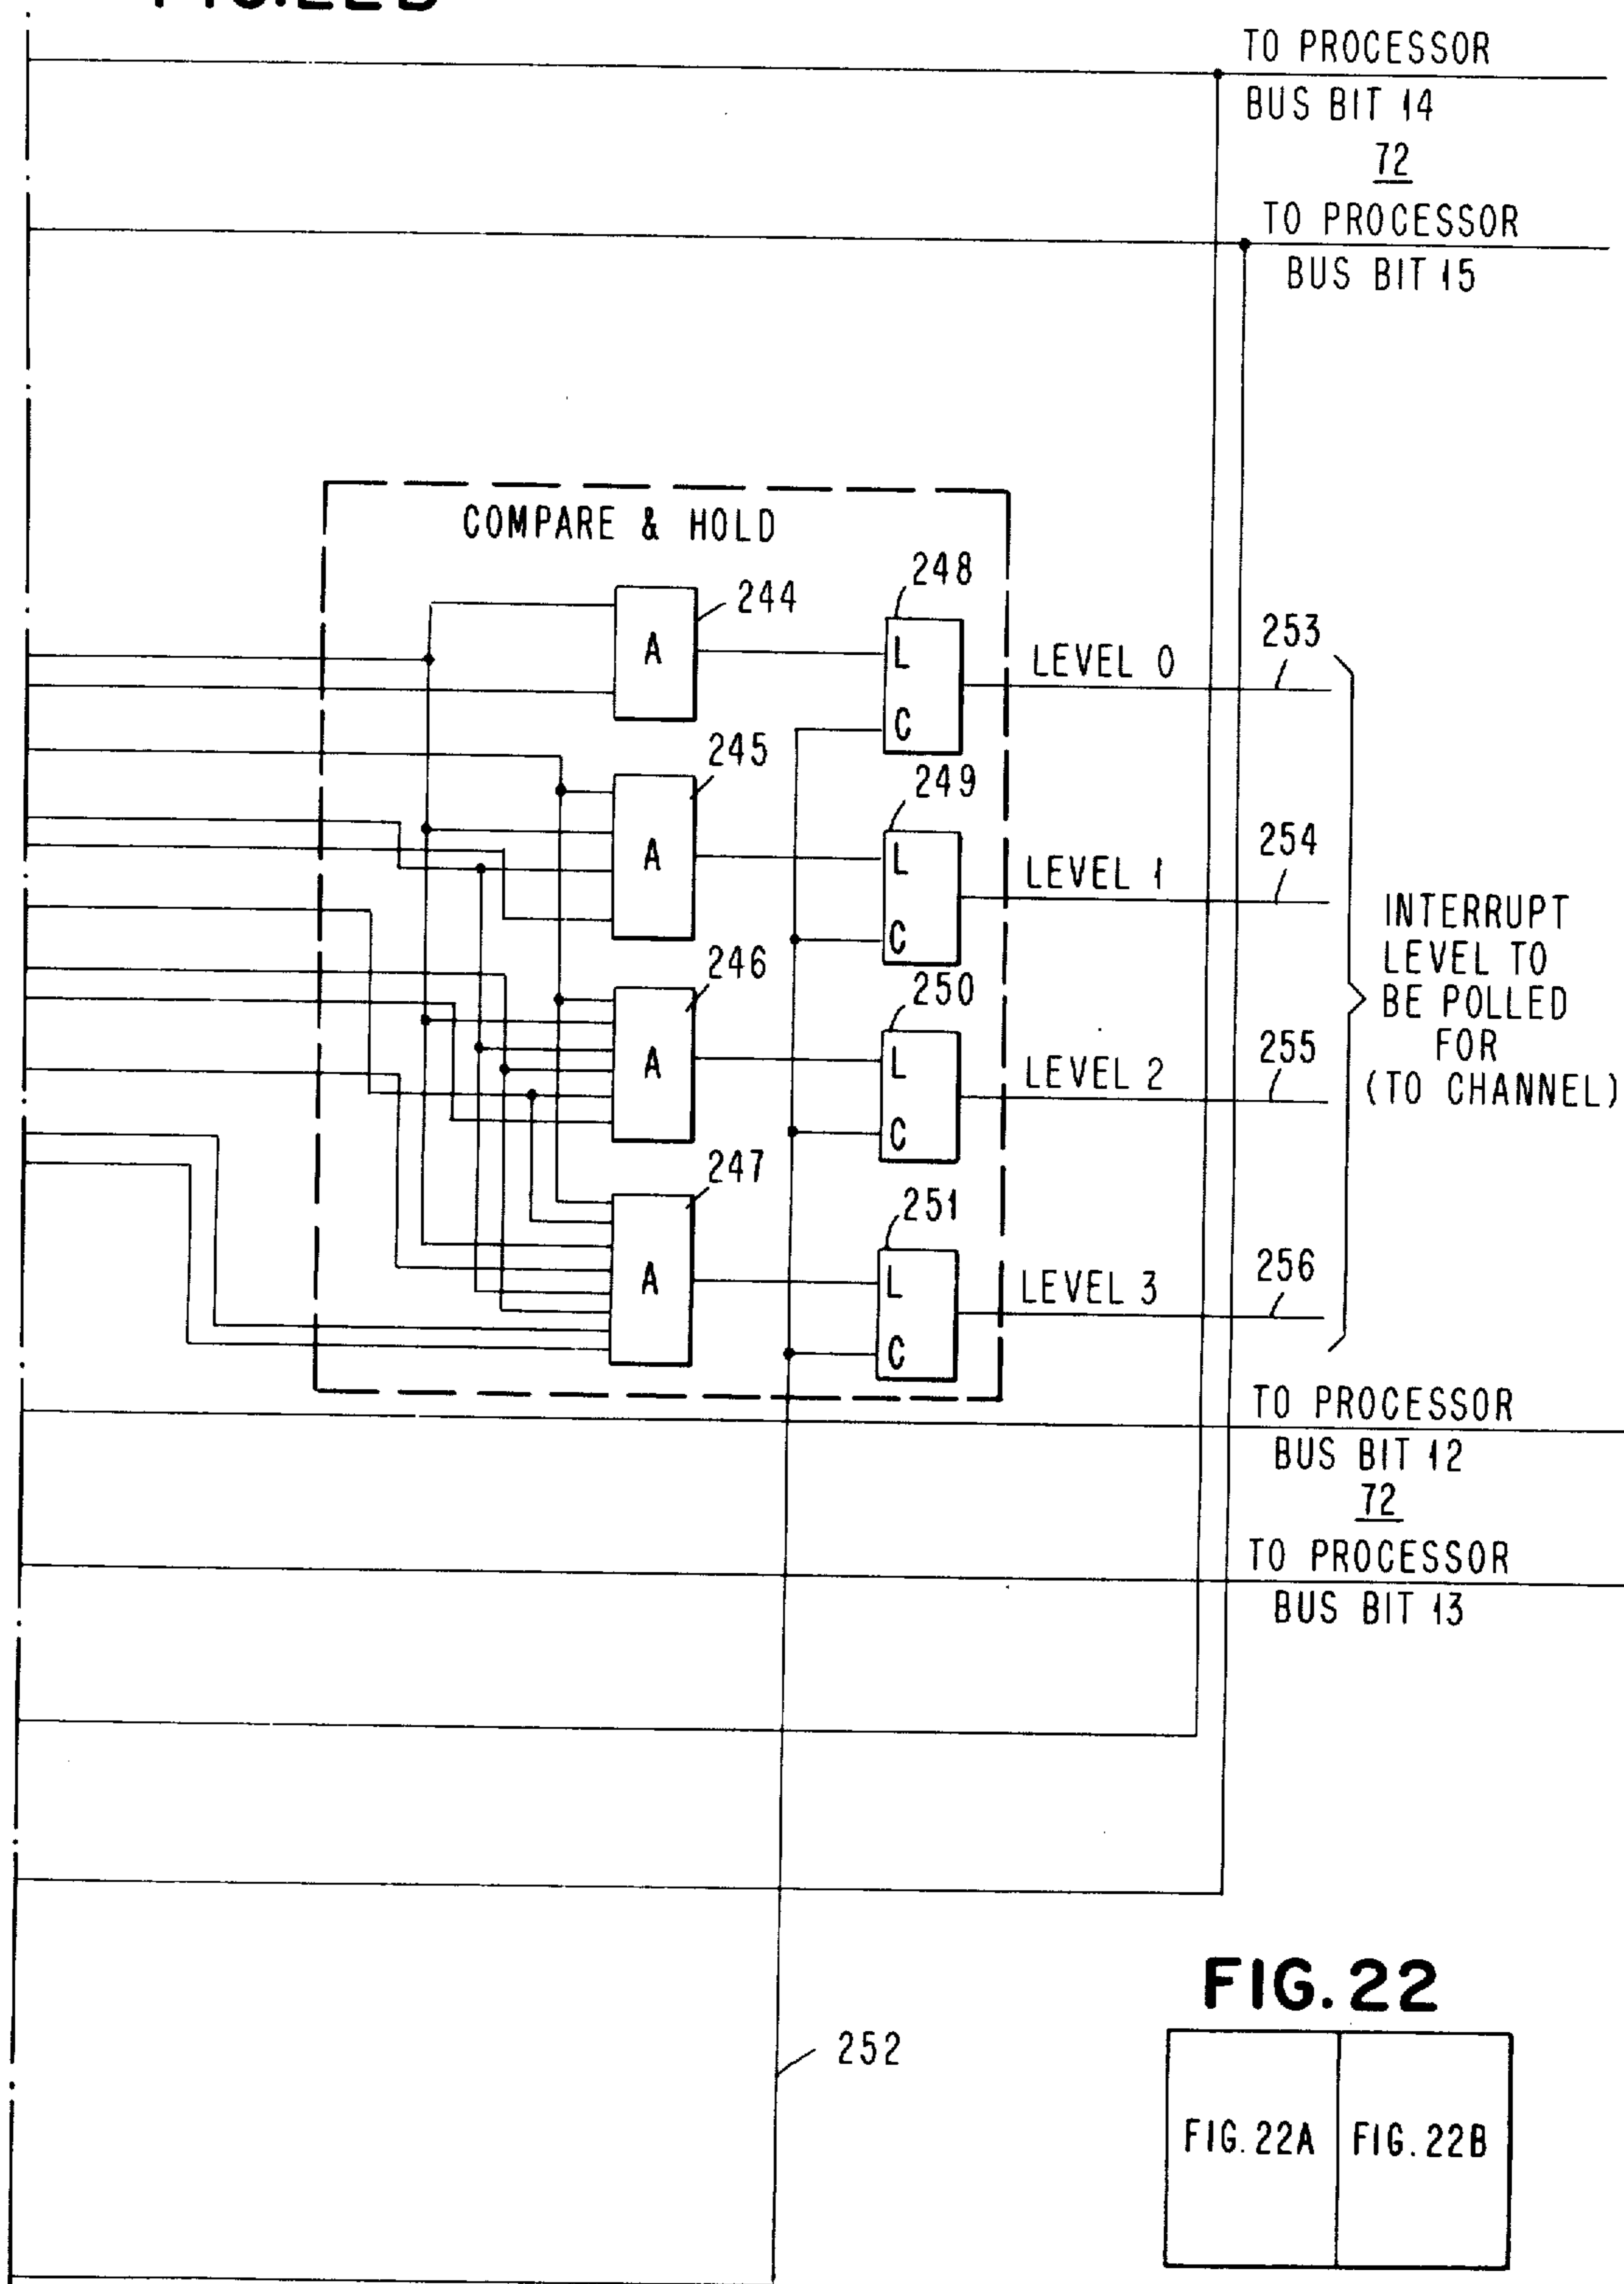 FIG. 22B
TO PROCESSOR
BUS BIT 14
72
TO PROCESSOR
BUS BIT 15
COMPARE & HOLD
A
244
248
L
C
LEVEL 0
253
245
A
249
L
C
LEVEL 1
254
246
A
250
L
C
LEVEL 2
255
INTERRUPT
LEVEL TO
BE POLLED
FOR
(TO CHANNEL)
247
A
251
L
C
LEVEL 3
256
TO PROCESSOR
BUS BIT 12
72
TO PROCESSOR
BUS BIT 13
252
FIG. 22
FIG. 22A
FIG. 22B